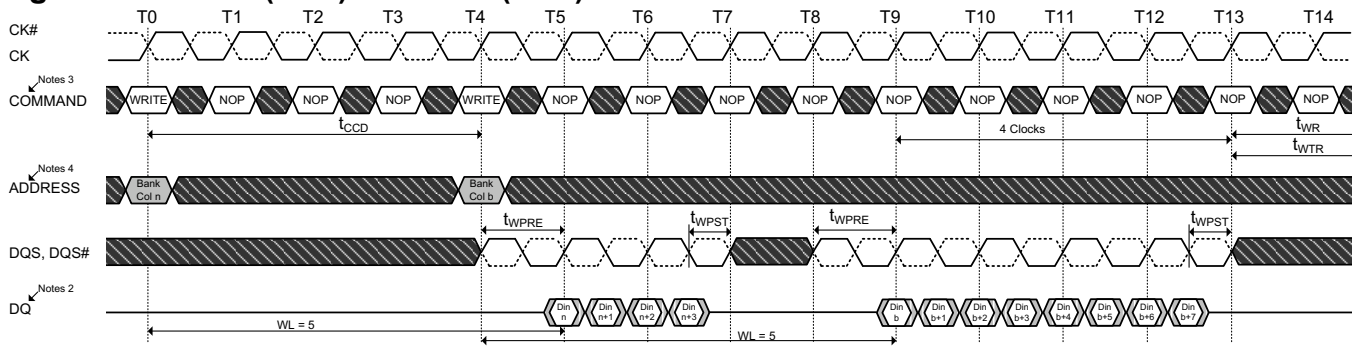 T0 T1 T2 T3 T4 T5 T6 T7 T8 T9 T10 T11 T12 T13 T14
CK#
CK
Notes 3
COMMAND WRITE NOP NOP NOP WRITE NOP NOP NOP NOP NOP NOP NOP NOP NOP NOP
tCCD 4 Clocks tWR
tWTR
Notes 4
ADDRESS Bank Col n Bank Col b
tWPRE tWPST tWPRE tWPST
DQS, DQS#
Notes 2
DQ Din n Din n+1 Din n+2 Din n+3 Din b Din b+1 Din b+2 Din b+3 Din b+4 Din b+5 Din b+6 Din b+7
WL = 5 WL = 5